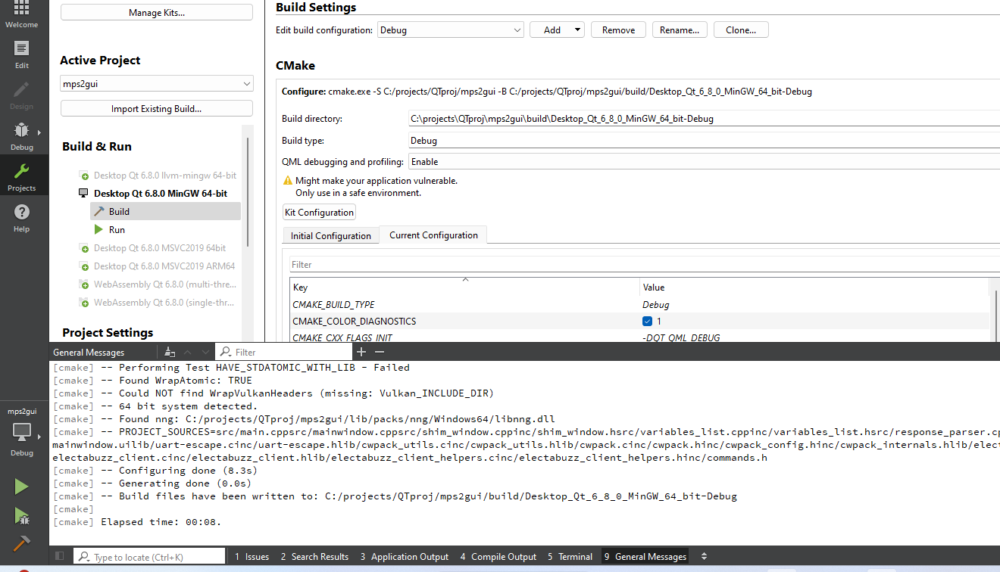 Welcome
Edit
Design
Debug
Projects
Help
mps2gui
Debug
Manage Kits...
Active Project
mps2gui
Import Existing Build...
Build & Run
Desktop Qt 6.8.0 llvm-mingw 64-bit
Desktop Qt 6.8.0 MinGW 64-bit
Build
Run
Desktop Qt 6.8.0 MSVC2019 64bit
Desktop Qt 6.8.0 MSVC2019 ARM64
WebAssembly Qt 6.8.0 (multi-thre...
WebAssembly Qt 6.8.0 (single-thr...
Project Settings
Build Settings
Edit build configuration: Debug Add Remove Rename... Clone...
CMake
Configure: cmake.exe -S C:/projects/QTproj/mps2gui -B C:/projects/QTproj/mps2gui/build/Desktop_Qt_6_8_0_MinGW_64_bit-Debug
Build directory: C:\projects\QTproj\mps2gui\build\Desktop_Qt_6_8_0_MinGW_64_bit-Debug
Build type: Debug
QML debugging and profiling: Enable
Might make your application vulnerable.
Only use in a safe environment.
Kit Configuration
Initial Configuration Current Configuration
Filter
Key Value
CMAKE_BUILD_TYPE Debug
CMAKE_COLOR_DIAGNOSTICS 1
CMAKE_CXX_FLAGS_INIT -DQT_QML_DEBUG
General Messages Filter
[cmake] -- Performing Test HAVE_STDATOMIC_WITH_LIB - Failed
[cmake] -- Found WrapAtomic: TRUE
[cmake] -- Could NOT find WrapVulkanHeaders (missing: Vulkan_INCLUDE_DIR)
[cmake] -- 64 bit system detected.
[cmake] -- Found nng: C:/projects/QTproj/mps2gui/lib/packs/nng/Windows64/libnng.dll
[cmake] -- PROJECT_SOURCES=src/main.cppsrc/mainwindow.cppsrc/shim_window.cppinc/shim_window.hsrc/variables_list.cppinc/variables_list.hsrc/response_parser.cp
mainwindow.uilib/uart-escape.cinc/uart-escape.hlib/cwpack_utils.cinc/cwpack_utils.hlib/cwpack.cinc/cwpack.hinc/cwpack_config.hinc/cwpack_internals.hlib/elect
electabuzz_client.cinc/electabuzz_client.hlib/electabuzz_client_helpers.cinc/electabuzz_client_helpers.hinc/commands.h
[cmake] -- Configuring done (8.3s)
[cmake] -- Generating done (0.0s)
[cmake] -- Build files have been written to: C:/projects/QTproj/mps2gui/build/Desktop_Qt_6_8_0_MinGW_64_bit-Debug
[cmake]
[cmake] Elapsed time: 00:08.
Type to locate (Ctrl+K) 1 Issues 2 Search Results 3 Application Output 4 Compile Output 5 Terminal 9 General Messages